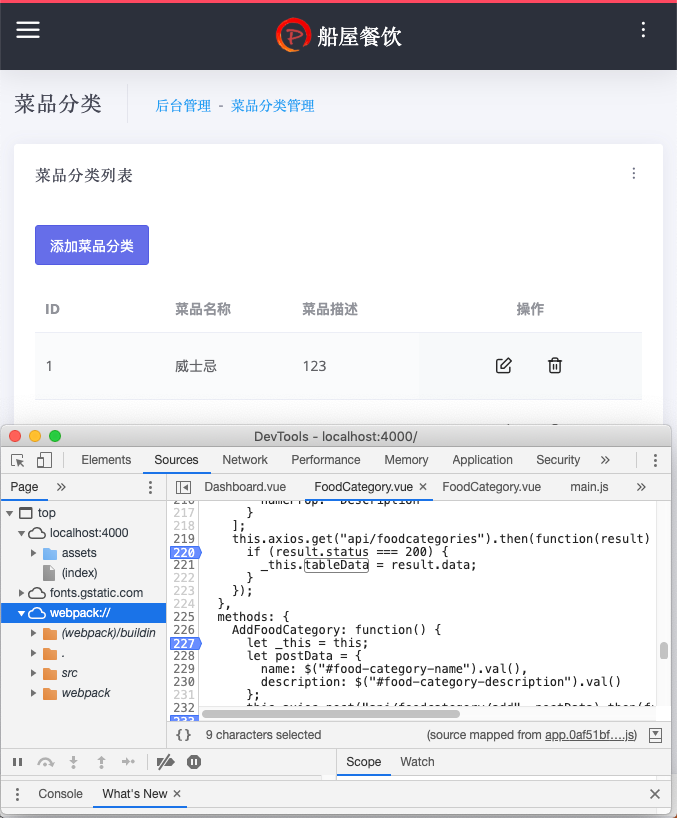 船屋餐饮
菜品分类
后台管理 - 菜品分类管理
菜品分类列表
添加菜品分类
ID 菜品名称 菜品描述 操作
1 威士忌 123
DevTools - localhost:4000/
Elements Sources Network Performance Memory Application Security »
Page » Dashboard.vue FoodCategory.vue × FoodCategory.vue main.js »
top
localhost:4000
assets
(index)
fonts.gstatic.com
webpack://
(webpack)/buildin
.
src
webpack
217 }
218 ];
219 this.axios.get("api/foodcategories").then(function(result)
220 if (result.status === 200) {
221 _this.tableData = result.data;
222 }
223 });
224 },
225 methods: {
226 AddFoodCategory: function() {
227 let _this = this;
228 let postData = {
229 name: $("#food-category-name").val(),
230 description: $("#food-category-description").val()
231 };
232
{} 9 characters selected (source mapped from app.0af51bf….js)
Scope Watch
Console What's New ×